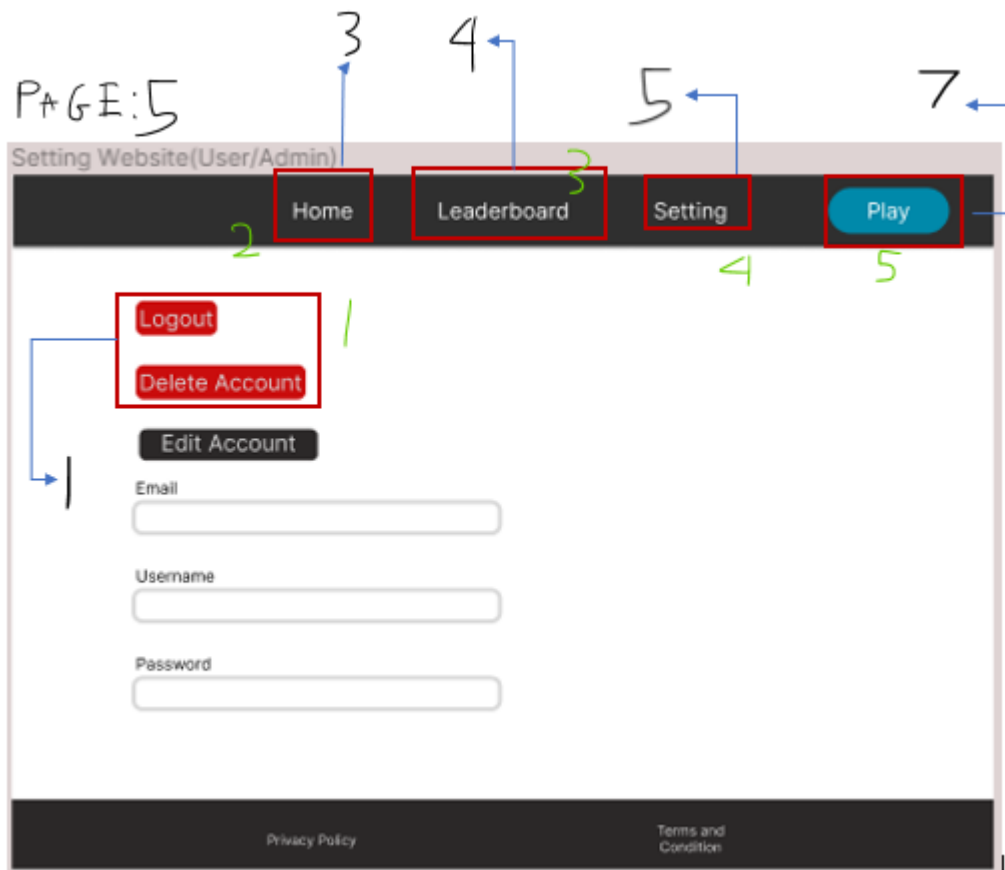 3 4
PAGE:5 5 7
Setting Website(User/Admin)
3
Home Leaderboard Setting Play
2 4 5
Logout 1
Delete Account
Edit Account
1
Email
Username
Password
Privacy Policy Terms and
Condition